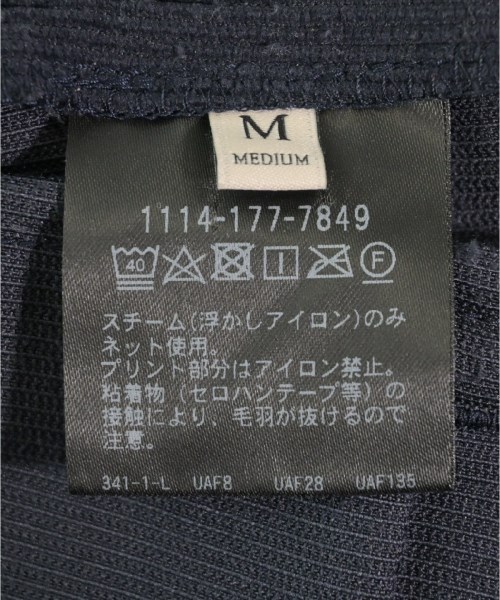 M
MEDIUM
1114-177-7849
40
F
スチーム(浮かしアイロン)のみ
ネット使用。
プリント部分はアイロン禁止。
粘着物(セロハンテープ等)の
接触により、毛羽が抜けるので
注意。
341-1-L UAF8 UAF28 UAF135